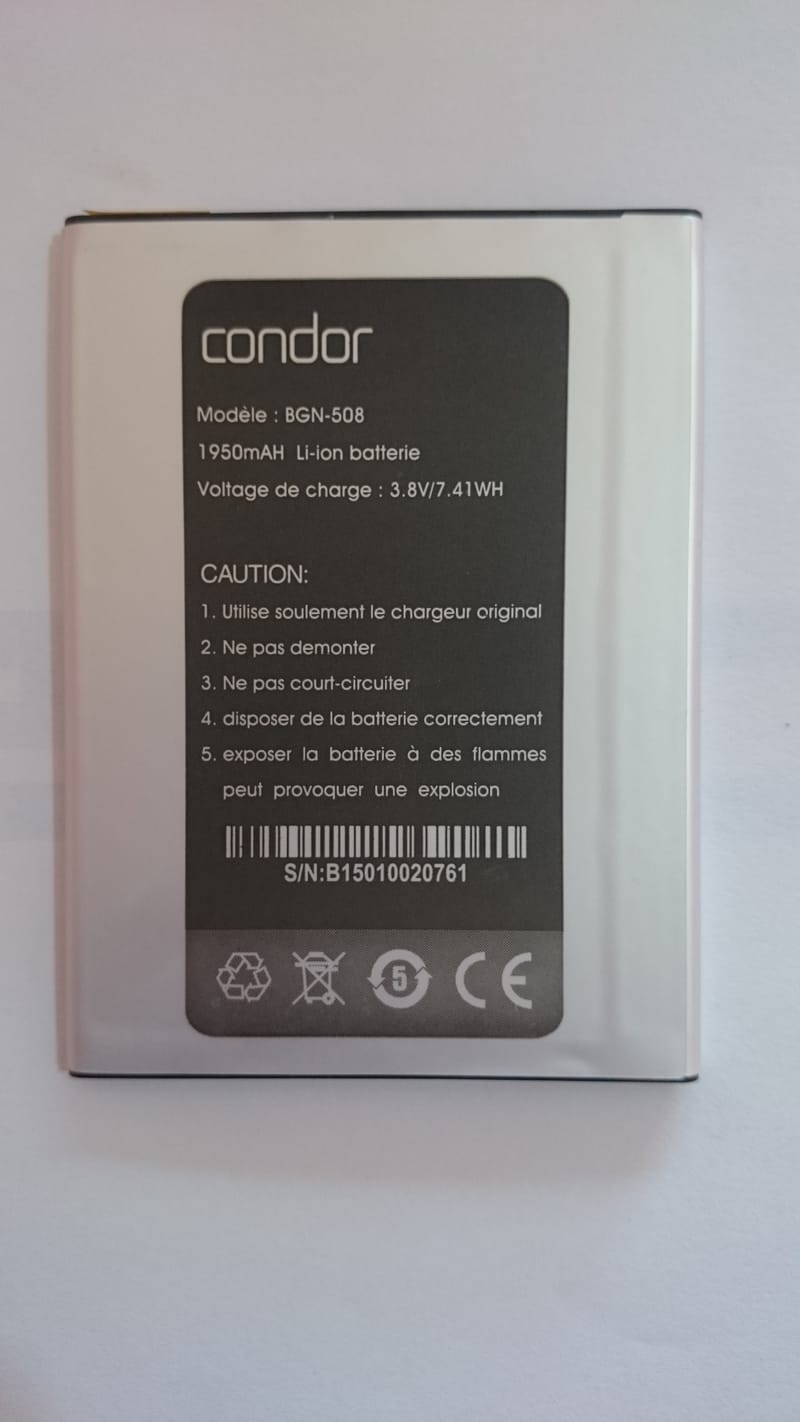 condor
Modèle : BGN-508
1950mAH Li-ion batterie
Voltage de charge : 3.8V/7.41WH
CAUTION:
1. Utilise soulement le chargeur original
2. Ne pas demonter
3. Ne pas court-circuiter
4. disposer de la batterie correctement
5. exposer la batterie à des flammes
peut provoquer une explosion
S/N:B15010020761
5 CE